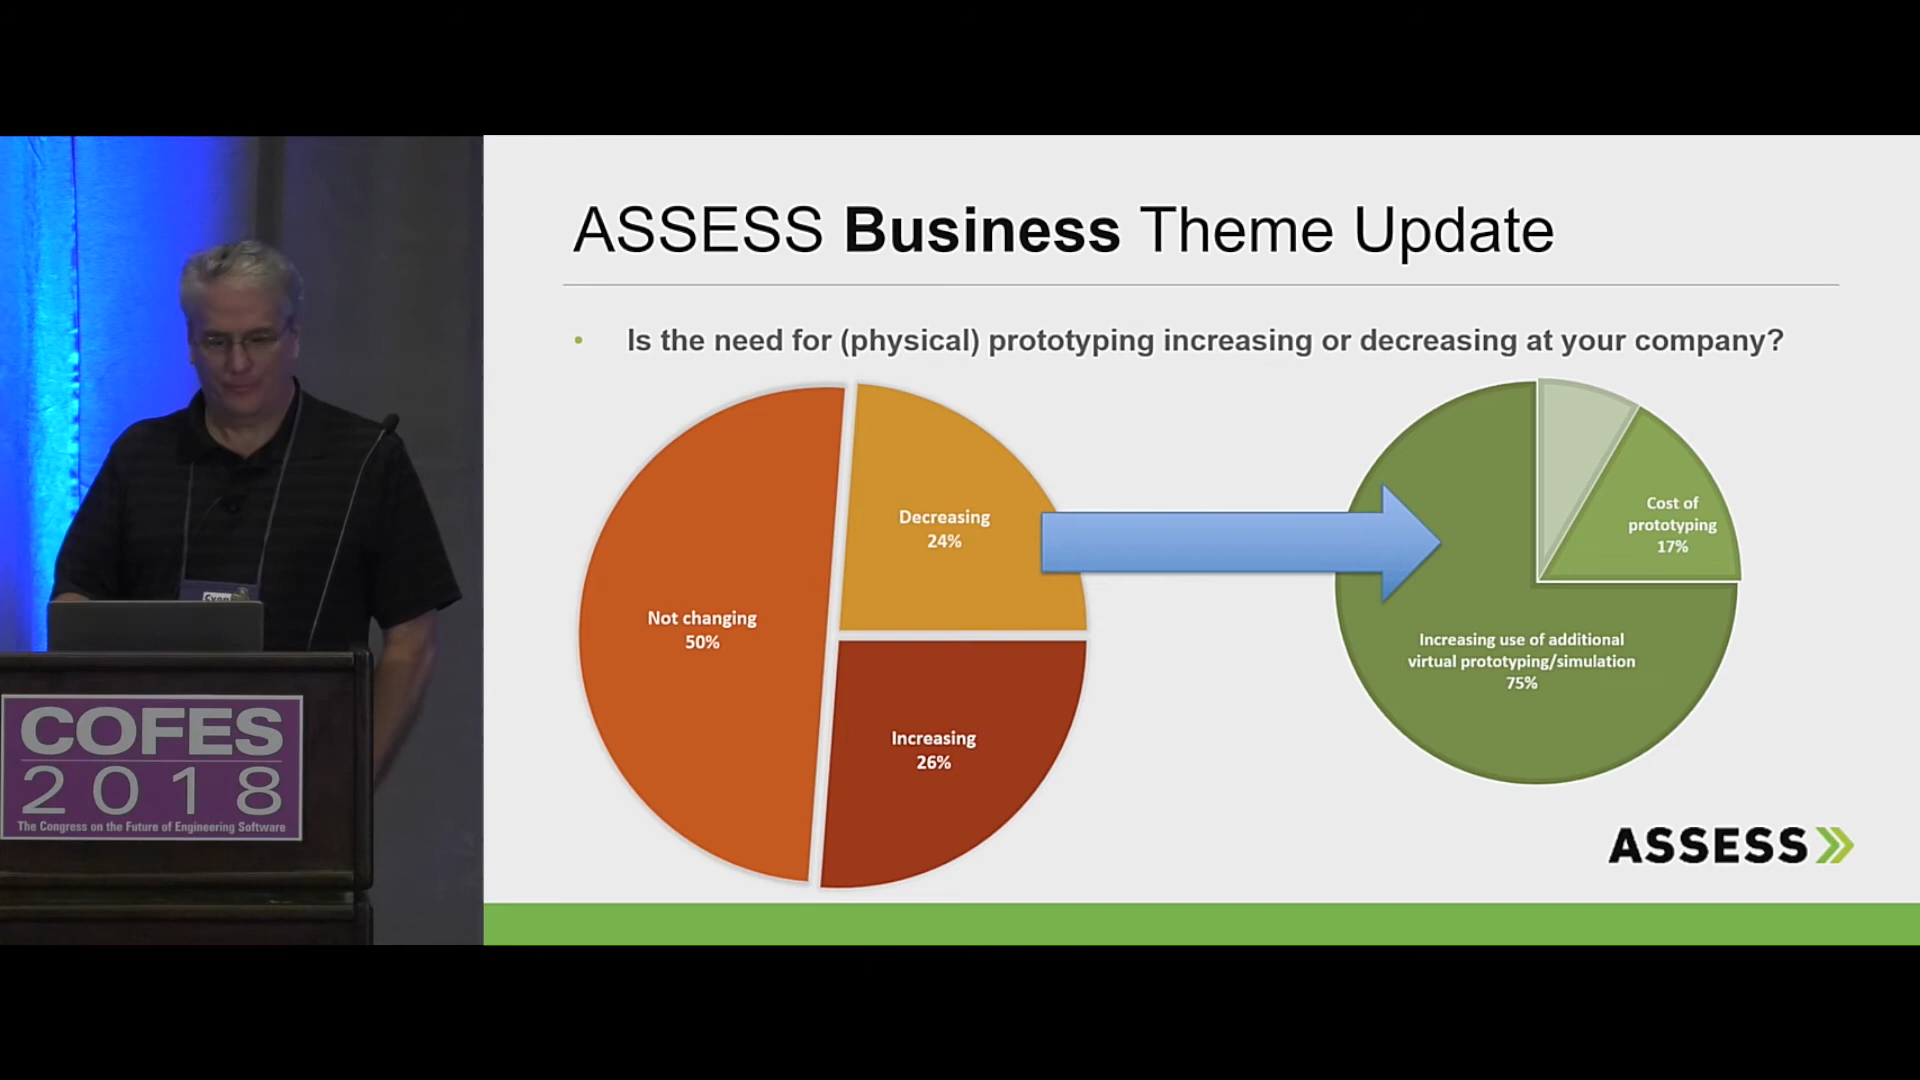 ASSESS Business Theme Update
• Is the need for (physical) prototyping increasing or decreasing at your company?
Not changing
50%
Decreasing
24%
Increasing
26%
Cost of
prototyping
17%
Increasing use of additional
virtual prototyping/simulation
75%
ASSESS
COFES
2018
The Congress on the Future of Engineering Software